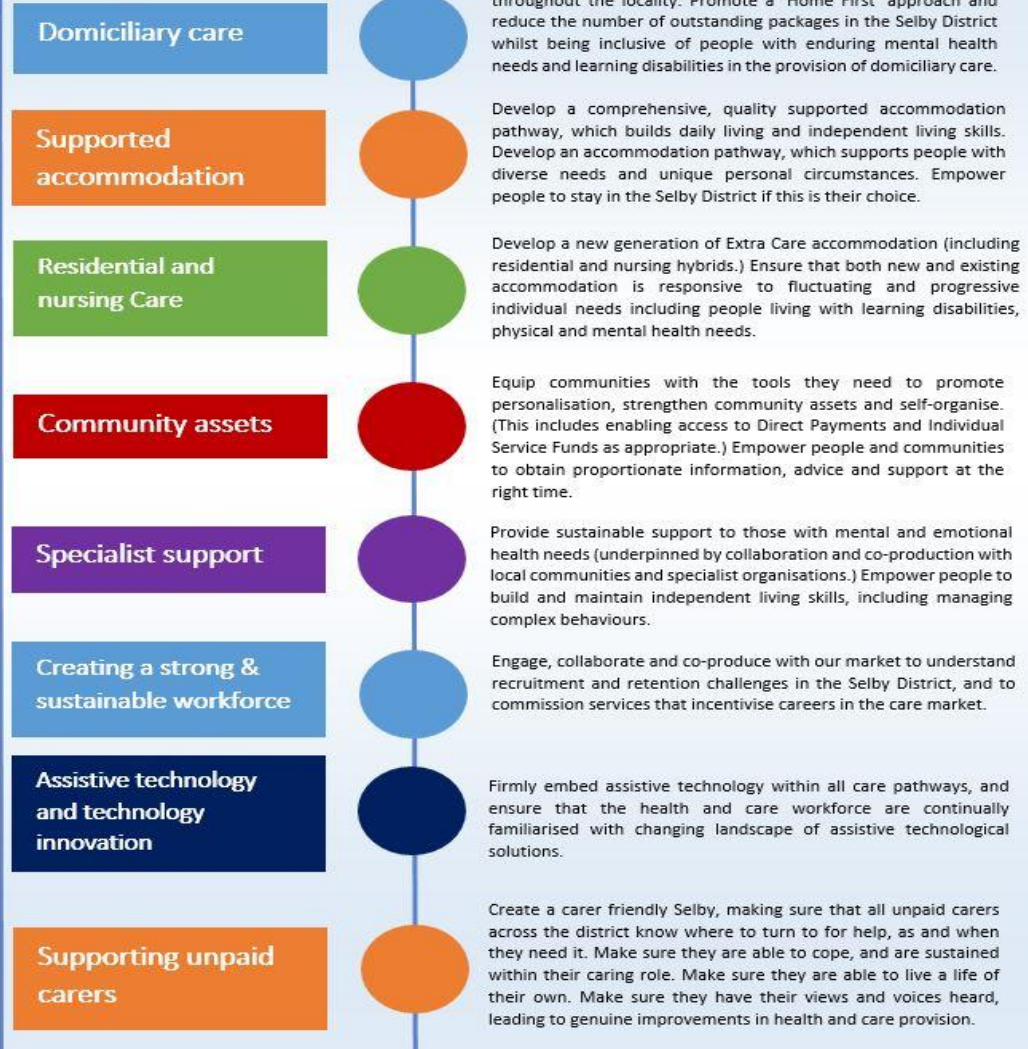 throughout the locality. Promote a 'Home First' approach and
Domiciliary care
reduce the number of outstanding packages in the Selby District
whilst being inclusive of people with enduring mental health
needs and learning disabilities in the provision of domiciliary care.
Supported
accommodation
Develop a comprehensive, quality supported accommodation
pathway, which builds daily living and independent living skills.
Develop an accommodation pathway, which supports people with
diverse needs and unique personal circumstances. Empower
people to stay in the Selby District if this is their choice.
Residential and
nursing Care
Develop a new generation of Extra Care accommodation (including
residential and nursing hybrids.) Ensure that both new and existing
accommodation is responsive to fluctuating and progressive
individual needs including people living with learning disabilities,
physical and mental health needs.
Community assets
Equip communities with the tools they need to promote
personalisation, strengthen community assets and self-organise.
(This includes enabling access to Direct Payments and Individual
Service Funds as appropriate.) Empower people and communities
to obtain proportionate information, advice and support at the
right time.
Specialist support
Provide sustainable support to those with mental and emotional
health needs (underpinned by collaboration and co-production with
local communities and specialist organisations.) Empower people to
build and maintain independent living skills, including managing
complex behaviours.
Creating a strong &
sustainable workforce
Engage, collaborate and co-produce with our market to understand
recruitment and retention challenges in the Selby District, and to
commission services that incentivise careers in the care market.
Assistive technology
and technology
innovation
Firmly embed assistive technology within all care pathways, and
ensure that the health and care workforce are continually
familiarised with changing landscape of assistive technological
solutions.
Supporting unpaid
carers
Create a carer friendly Selby, making sure that all unpaid carers
across the district know where to turn to for help, as and when
they need it. Make sure they are able to cope, and are sustained
within their caring role. Make sure they are able to live a life of
their own. Make sure they have their views and voices heard,
leading to genuine improvements in health and care provision.